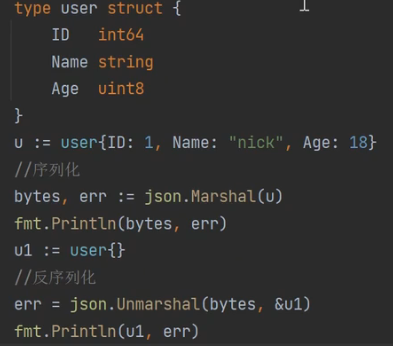 type user struct {
    ID   int64
    Name string
    Age  uint8
}
u := user{ID: 1, Name: "nick", Age: 18}
//序列化
bytes, err := json.Marshal(u)
fmt.Println(bytes, err)
u1 := user{}
//反序列化
err = json.Unmarshal(bytes, &u1)
fmt.Println(u1, err)